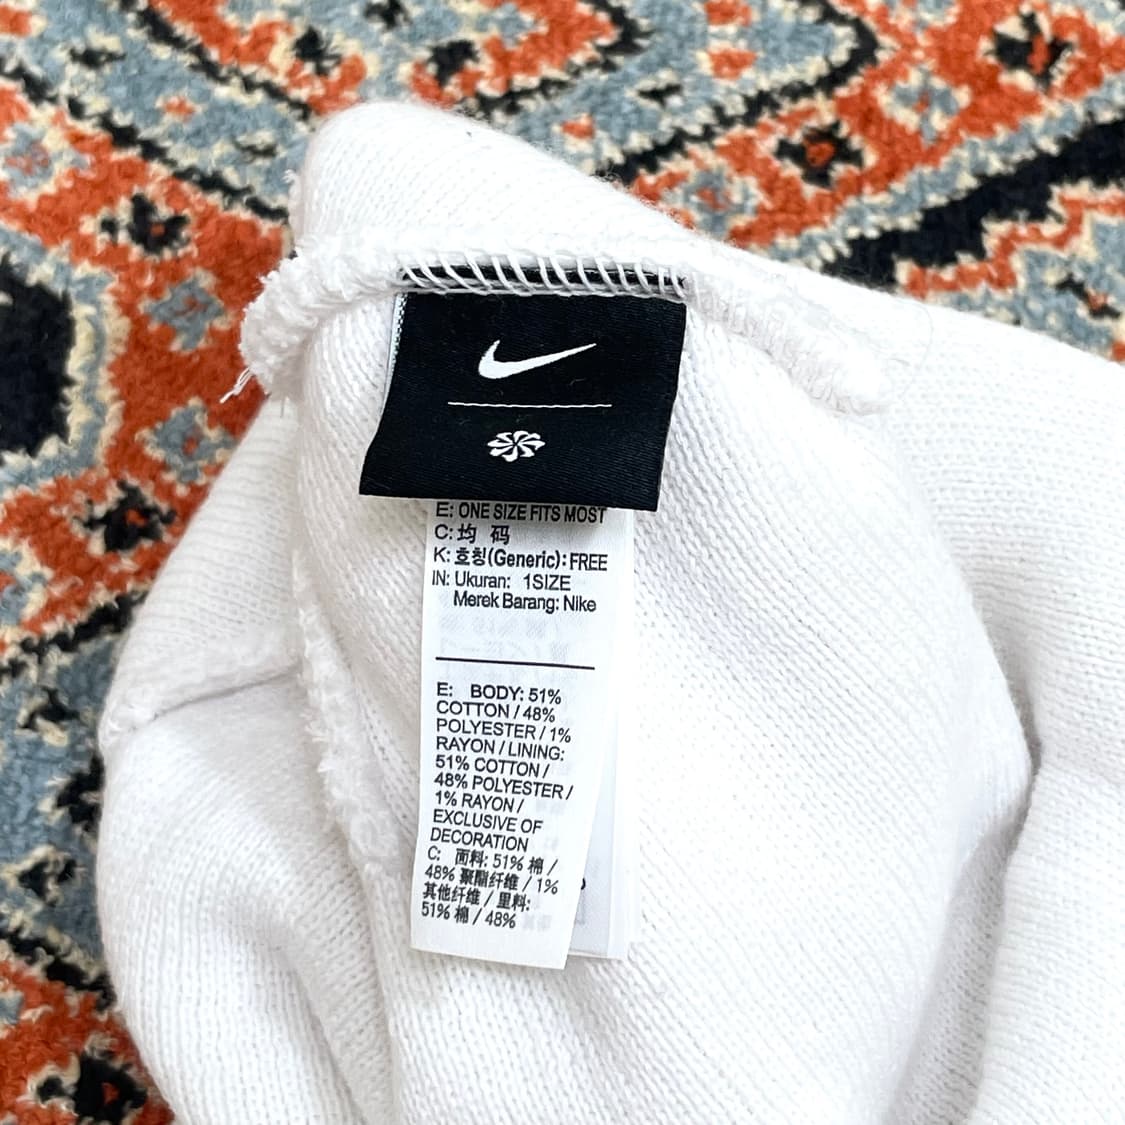 E: ONE SIZE FITS MOST
C: 均 码
K: 호칭(Generic): FREE
IN: Ukuran: 1SIZE
Merek Barang: Nike
E: BODY: 51%
COTTON / 48%
POLYESTER / 1%
RAYON / LINING:
51% COTTON /
48% POLYESTER /
1% RAYON /
EXCLUSIVE OF
DECORATION
C: 面料: 51% 棉 /
48% 聚酯纤维 / 1%
其他纤维 / 里料:
51% 棉 / 48%